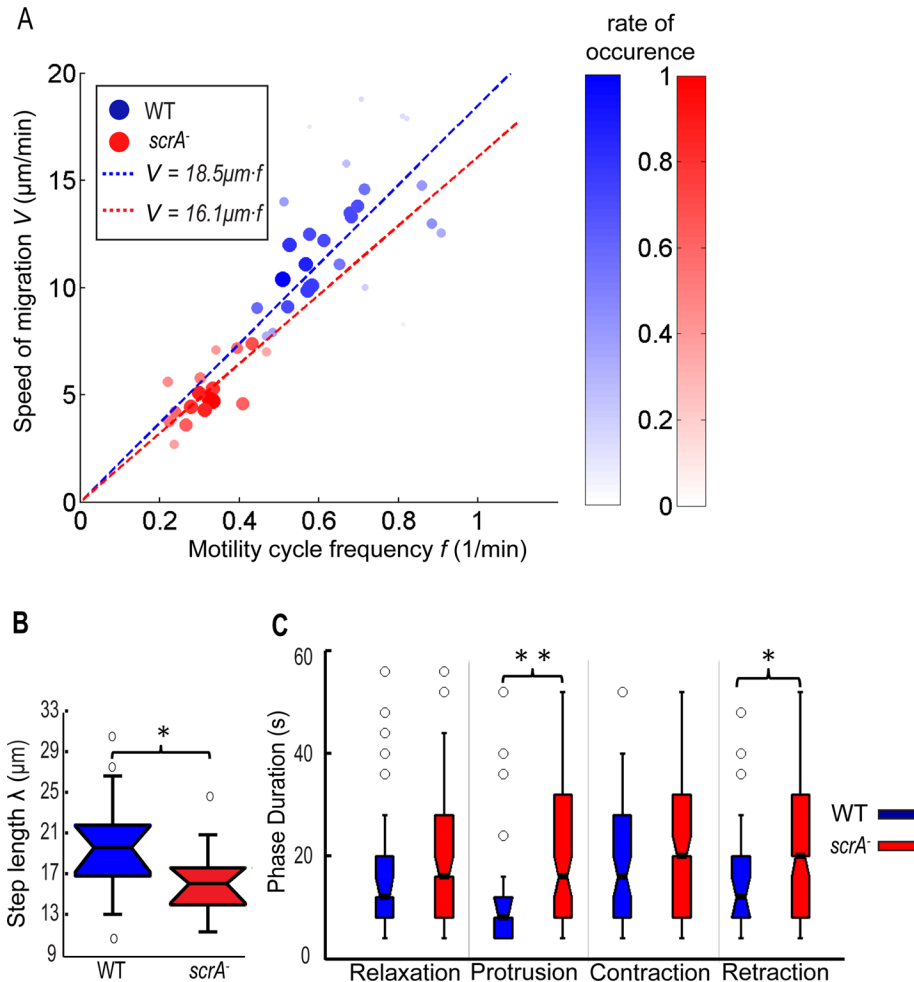 A
rate of
occurence
Speed of migration V (μm/min)
20
15
10
5
0
WT
scrA-
V = 18.5μm·f
V = 16.1μm·f
0 0.2 0.4 0.6 0.8 1
Motility cycle frequency f (1/min)
1
0.8
0.6
0.4
0.2
0
B
Step length λ (μm)
33
29
25
21
17
13
9
*
WT scrA-
C
Phase Duration (s)
60
40
20
0
* *
*
Relaxation Protrusion Contraction Retraction
WT
scrA-